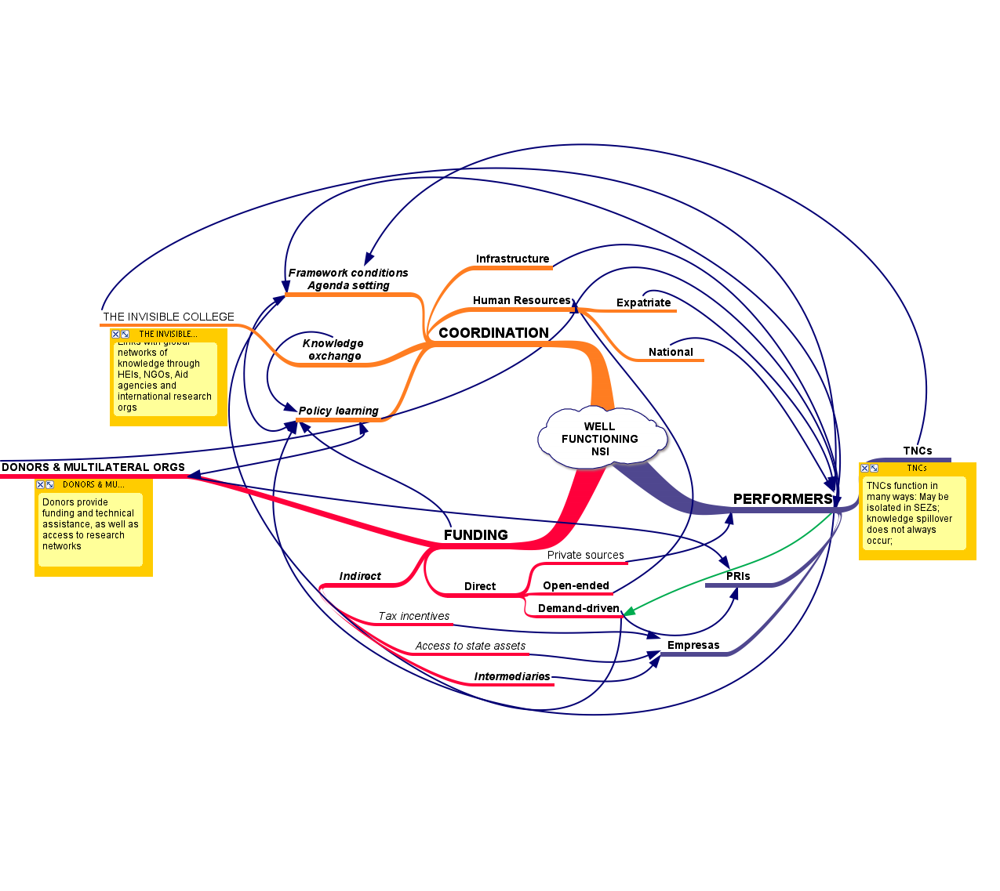 Infrastructure
Framework conditions
Agenda setting
Human Resources
Expatriate
THE INVISIBLE COLLEGE
COORDINATION
THE INVISIBLE...
Links with global
networks of
knowledge through
HEIs, NGOs, Aid
agencies and
international research
orgs
Knowledge
exchange
National
Policy learning
WELL
FUNCTIONING
NSI
TNCs
TNCs
TNCs function in
many ways: May be
isolated in SEZs;
knowledge spillover
does not always
occur;
DONORS & MULTILATERAL ORGS
DONORS & MU...
Donors provide
funding and technical
assistance, as well as
access to research
networks
PERFORMERS
FUNDING
Private sources
Indirect
Direct
Open-ended
PRIs
Demand-driven
Tax incentives
Access to state assets
Empresas
Intermediaries